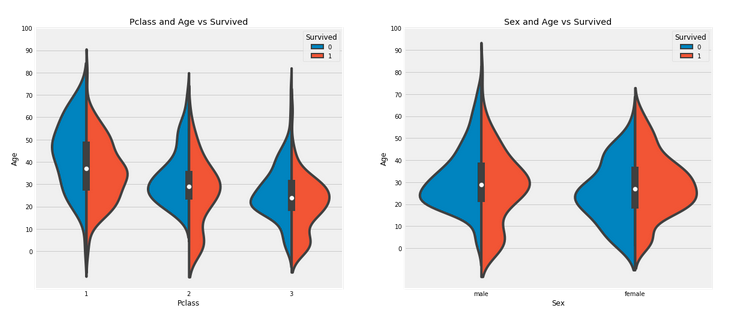 Pclass and Age vs Survived
Survived
0
1
100
90
80
70
60
50
40
30
20
10
0
Age
1
2
3
Pclass
Sex and Age vs Survived
Survived
0
1
100
90
80
70
60
50
40
30
20
10
0
Age
male
female
Sex